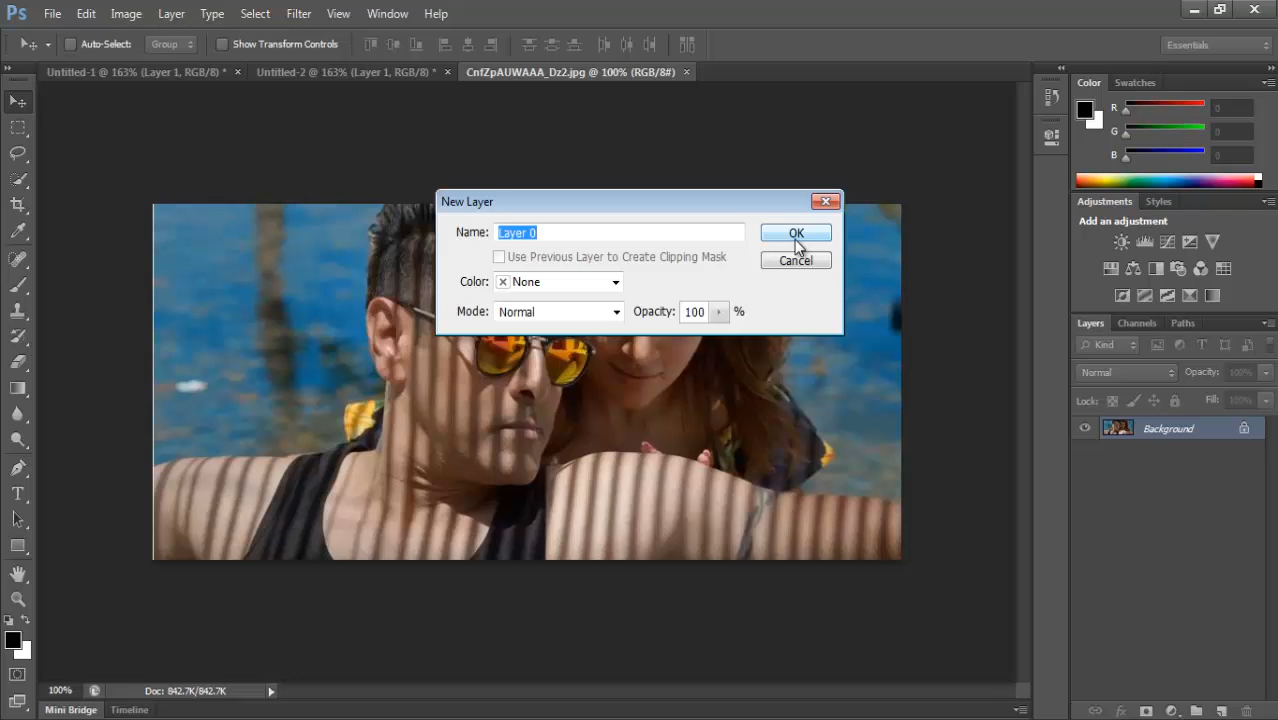 Ps File Edit Image Layer Type Select Filter View Window Help
Auto-Select: Group Show Transform Controls Essentials
Untitled-1 @ 163% (Layer 1, RGB/8) * × Untitled-2 @ 163% (Layer 1, RGB/8) * × CnfZpAUWAAA_Dz2.jpg @ 100% (RGB/8#) ×
Color Swatches
R 0
G 0
B 0
Adjustments Styles
Add an adjustment
New Layer
Name: Layer 0 OK
Use Previous Layer to Create Clipping Mask Cancel
Color: None
Mode: Normal Opacity: 100 %
Layers Channels Paths
Kind
Normal Opacity: 100%
Lock: Fill: 100%
Background
100% Doc: 842.7K/842.7K
Mini Bridge Timeline